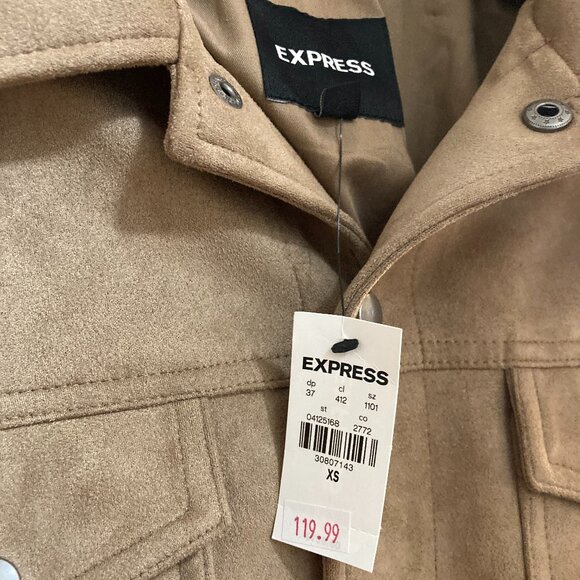 EXPRESS
EXPRESS
dp cl sz
37 412 1101
st co
04125168 2772
30807143
XS
119.99